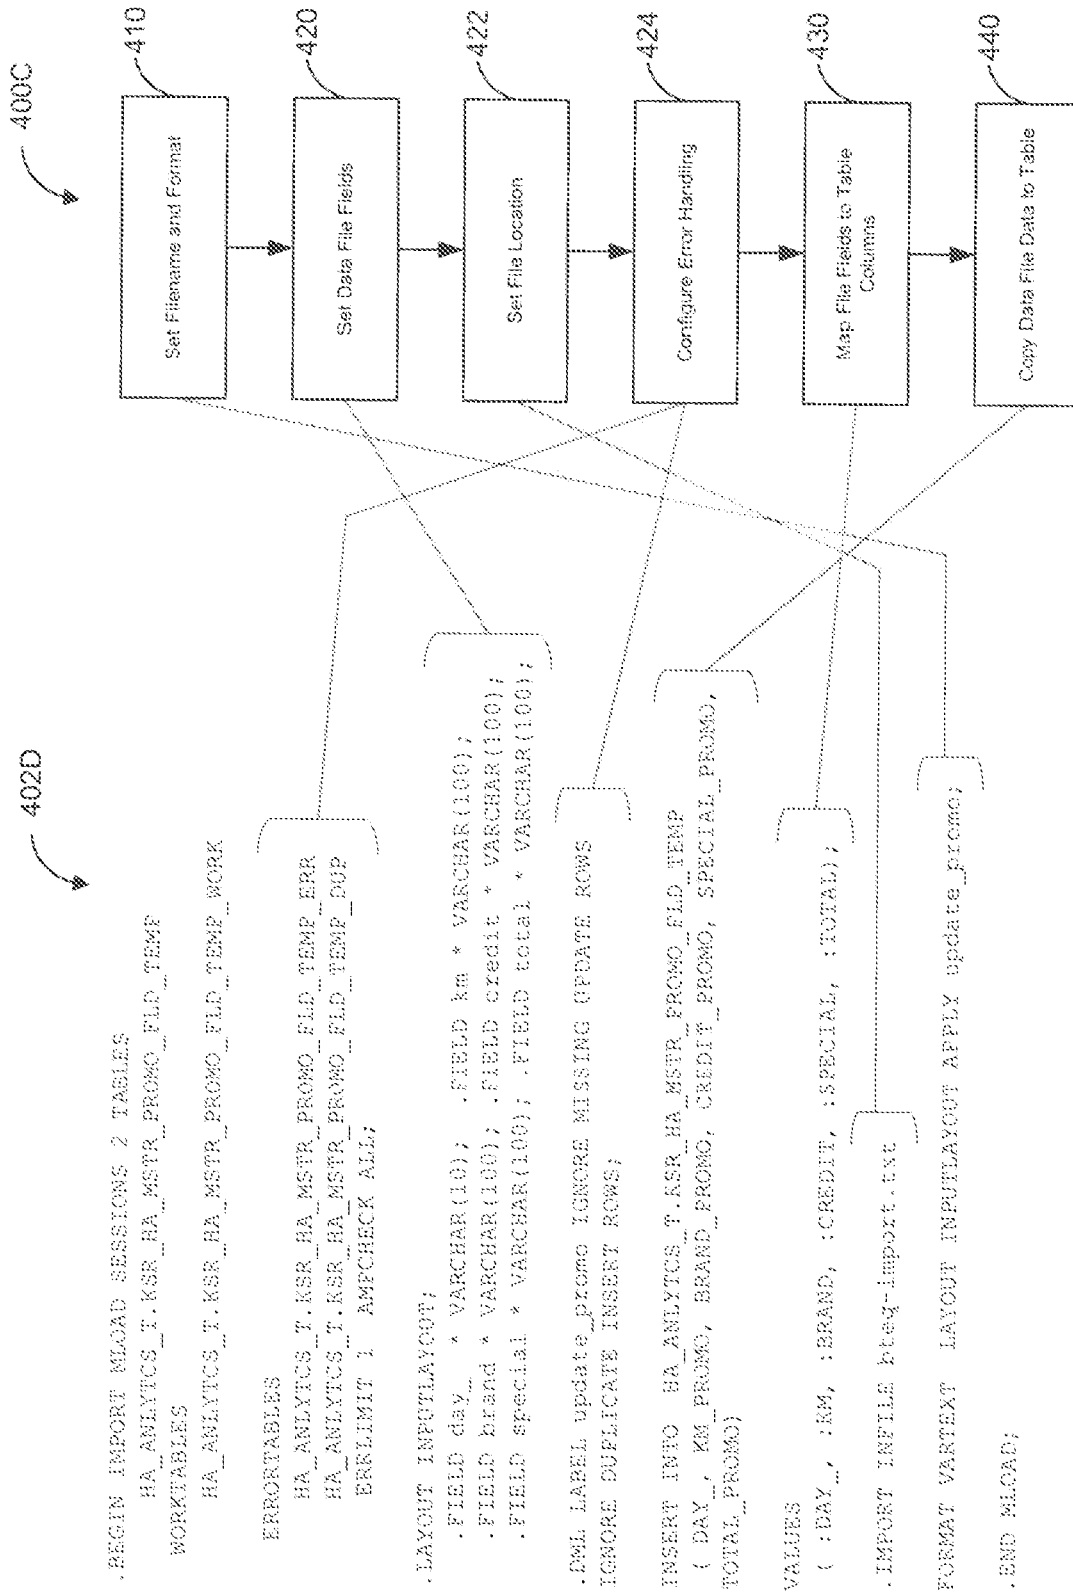 402D
.BEGIN IMPORT MLOAD SESSIONS 2 TABLES
HA_ANLYTCS_T.KSR_HA_MSTR_PROMO_FLD_TEMP
WORKTABLES
HA_ANLYTCS_T.KSR_HA_MSTR_PROMO_FLD_TEMP_WORK
ERRORTABLES
HA_ANLYTCS_T.KSR_HA_MSTR_PROMO_FLD_TEMP_ERR
HA_ANLYTCS_T.KSR_HA_MSTR_PROMO_FLD_TEMP_DUP
ERRLIMIT 1 AMPCHECK ALL;
.LAYOUT INPUTLAYOUT;
.FIELD day_ * VARCHAR(10); .FIELD km * VARCHAR(100);
.FIELD brand * VARCHAR(100); .FIELD credit * VARCHAR(100);
.FIELD special * VARCHAR(100); .FIELD total * VARCHAR(100);
.DML LABEL update_promo IGNORE MISSING UPDATE ROWS
IGNORE DUPLICATE INSERT ROWS;
INSERT INTO HA_ANLYTCS_T.KSR_HA_MSTR_PROMO_FLD_TEMP
( DAY_, KM_PROMO, BRAND_PROMO, CREDIT_PROMO, SPECIAL_PROMO,
TOTAL_PROMO)
VALUES
( :DAY_, :KM, :BRAND, :CREDIT, :SPECIAL, :TOTAL);
.IMPORT INFILE bteq-import.txt
FORMAT VARTEXT LAYOUT INPUTLAYOUT APPLY update_promo;
.END MLOAD;
400C
Set Filename and Format
410
Set Data File Fields
420
Set File Location
422
Configure Error Handling
424
Map File Fields to Table
Columns
430
Copy Data File Data to Table
440